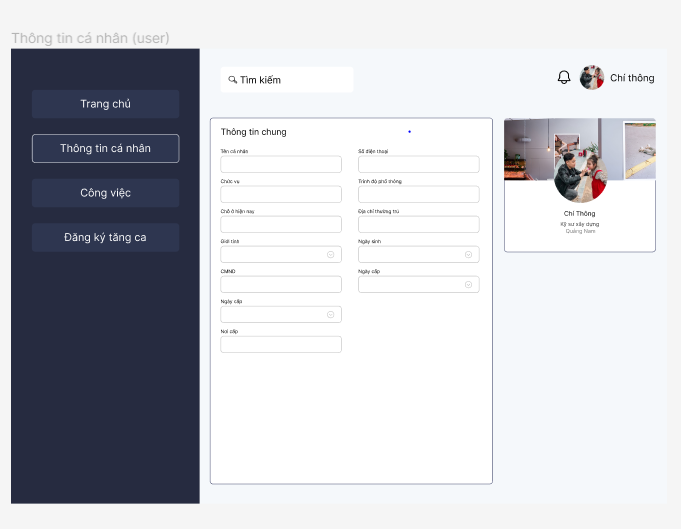 Thông tin cá nhân (user)
Trang chủ
Thông tin cá nhân
Công việc
Đăng ký tăng ca
Tìm kiếm
Chí thông
Thông tin chung
Tên cá nhân
Số điện thoại
Chức vụ
Trình độ phổ thông
Chỗ ở hiện nay
Địa chỉ thường trú
Giới tính
Ngày sinh
CMND
Ngày cấp
Ngày cấp
Nơi cấp
Chí Thông
Kỹ sư xây dựng
Quảng Nam